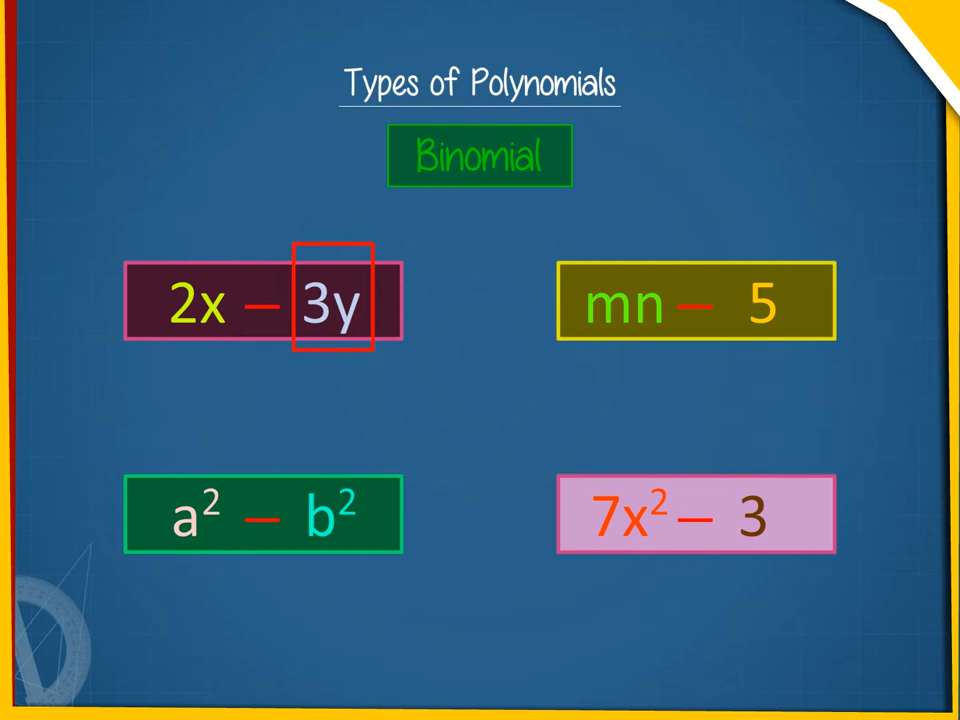 Types of Polynomials
Binomial
2x – 3y
mn – 5
a² – b²
7x² – 3